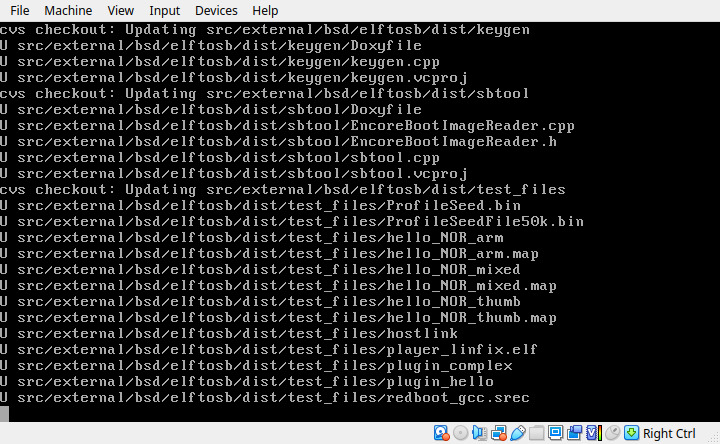 File Machine View Input Devices Help
cvs checkout: Updating src/external/bsd/elftosb/dist/keygen
U src/external/bsd/elftosb/dist/keygen/Doxyfile
U src/external/bsd/elftosb/dist/keygen/keygen.cpp
U src/external/bsd/elftosb/dist/keygen/keygen.vcproj
cvs checkout: Updating src/external/bsd/elftosb/dist/sbtool
U src/external/bsd/elftosb/dist/sbtool/Doxyfile
U src/external/bsd/elftosb/dist/sbtool/EncoreBootImageReader.cpp
U src/external/bsd/elftosb/dist/sbtool/EncoreBootImageReader.h
U src/external/bsd/elftosb/dist/sbtool/sbtool.cpp
U src/external/bsd/elftosb/dist/sbtool/sbtool.vcproj
cvs checkout: Updating src/external/bsd/elftosb/dist/test_files
U src/external/bsd/elftosb/dist/test_files/ProfileSeed.bin
U src/external/bsd/elftosb/dist/test_files/ProfileSeedFile50k.bin
U src/external/bsd/elftosb/dist/test_files/hello_NOR_arm
U src/external/bsd/elftosb/dist/test_files/hello_NOR_arm.map
U src/external/bsd/elftosb/dist/test_files/hello_NOR_mixed
U src/external/bsd/elftosb/dist/test_files/hello_NOR_mixed.map
U src/external/bsd/elftosb/dist/test_files/hello_NOR_thumb
U src/external/bsd/elftosb/dist/test_files/hello_NOR_thumb.map
U src/external/bsd/elftosb/dist/test_files/hostlink
U src/external/bsd/elftosb/dist/test_files/player_linfix.elf
U src/external/bsd/elftosb/dist/test_files/plugin_complex
U src/external/bsd/elftosb/dist/test_files/plugin_hello
U src/external/bsd/elftosb/dist/test_files/redboot_gcc.srec
Right Ctrl